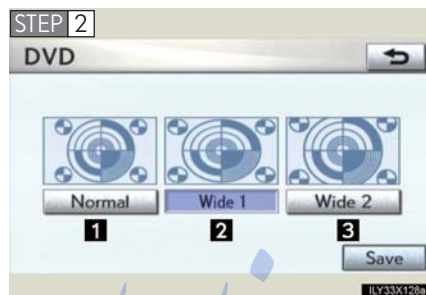 STEP 2
DVD
Normal
Wide 1
Wide 2
1
2
3
Save
ILY33X128a